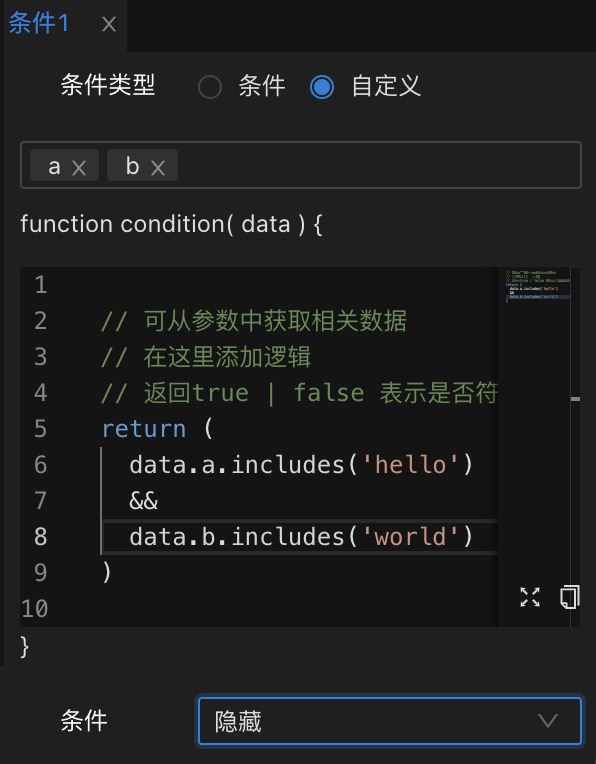 条件1
条件类型 条件 自定义
a b
function condition( data ) {
1
2 // 可从参数中获取相关数据
3 // 在这里添加逻辑
4 // 返回true | false 表示是否符
5 return (
6 data.a.includes('hello')
7 &&
8 data.b.includes('world')
9 )
10
}
条件 隐藏